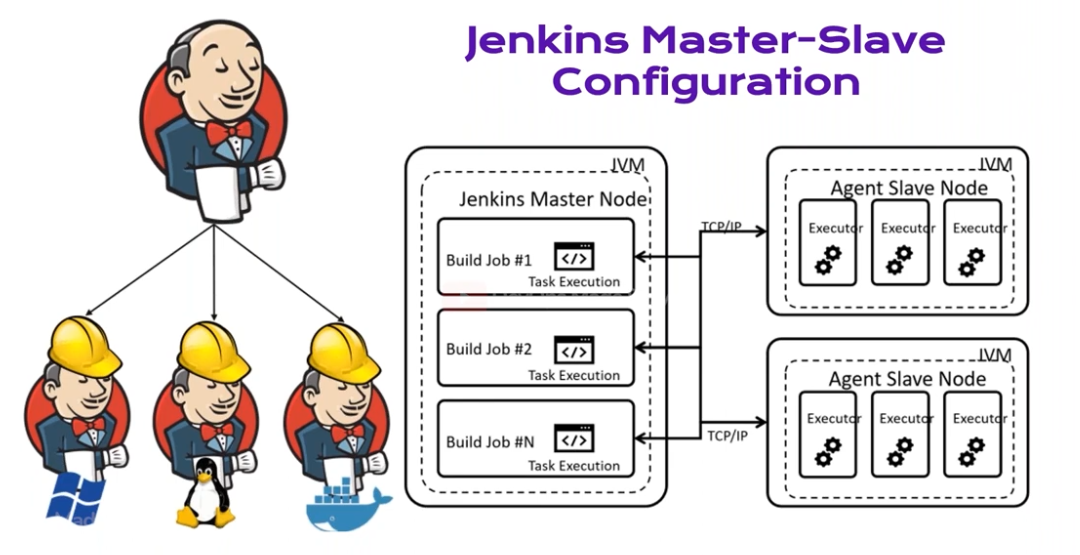 Jenkins Master-Slave
Configuration
JVM
Jenkins Master Node
Build Job #1
Task Execution
Build Job #2
Task Execution
Build Job #N
Task Execution
TCP/IP
TCP/IP
JVM
Agent Slave Node
Executor Executor Executor
JVM
Agent Slave Node
Executor Executor Executor